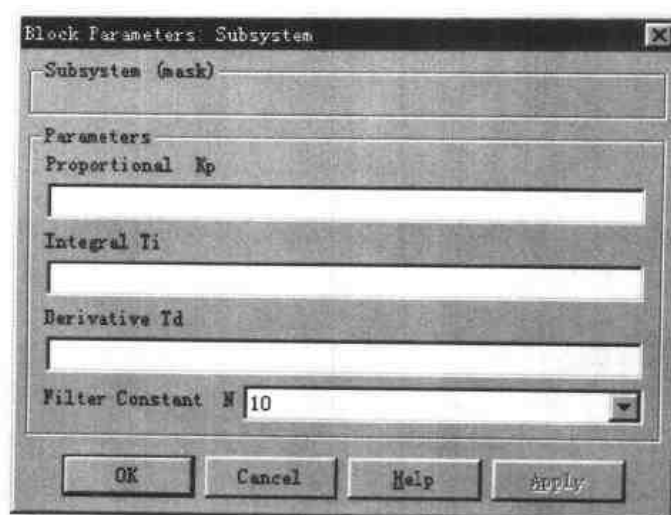 Block Parameters: Subsystem
Subsystem (mask)
Parameters
Proportional Kp
Integral Ti
Derivative Td
Filter Constant N 10
OK Cancel Help Apply